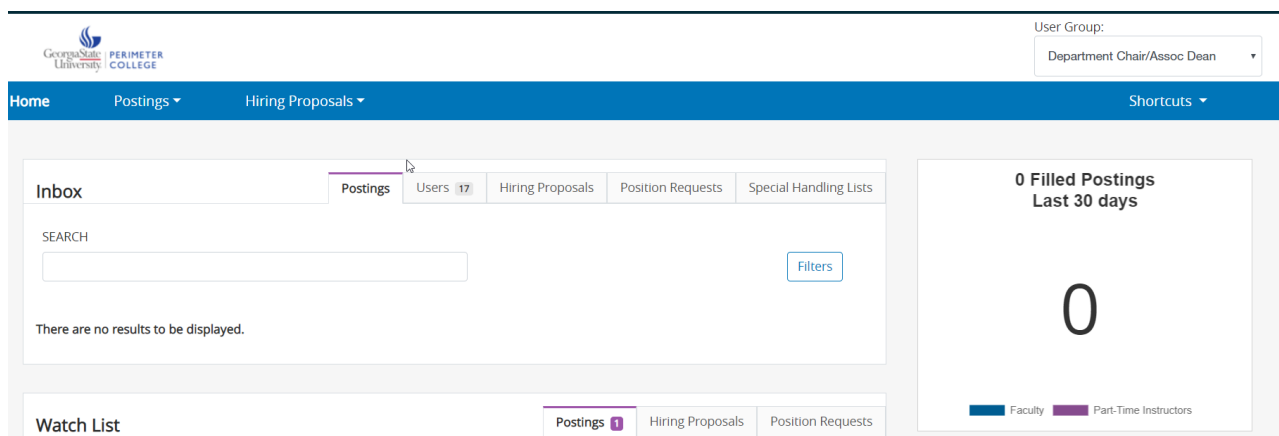 User Group:
GeorgiaState University PERIMETER COLLEGE
Department Chair/Assoc Dean
Home Postings Hiring Proposals Shortcuts
Inbox Postings Users 17 Hiring Proposals Position Requests Special Handling Lists
SEARCH
Filters
There are no results to be displayed.
0 Filled Postings
Last 30 days
0
Faculty Part-Time Instructors
Watch List Postings 1 Hiring Proposals Position Requests